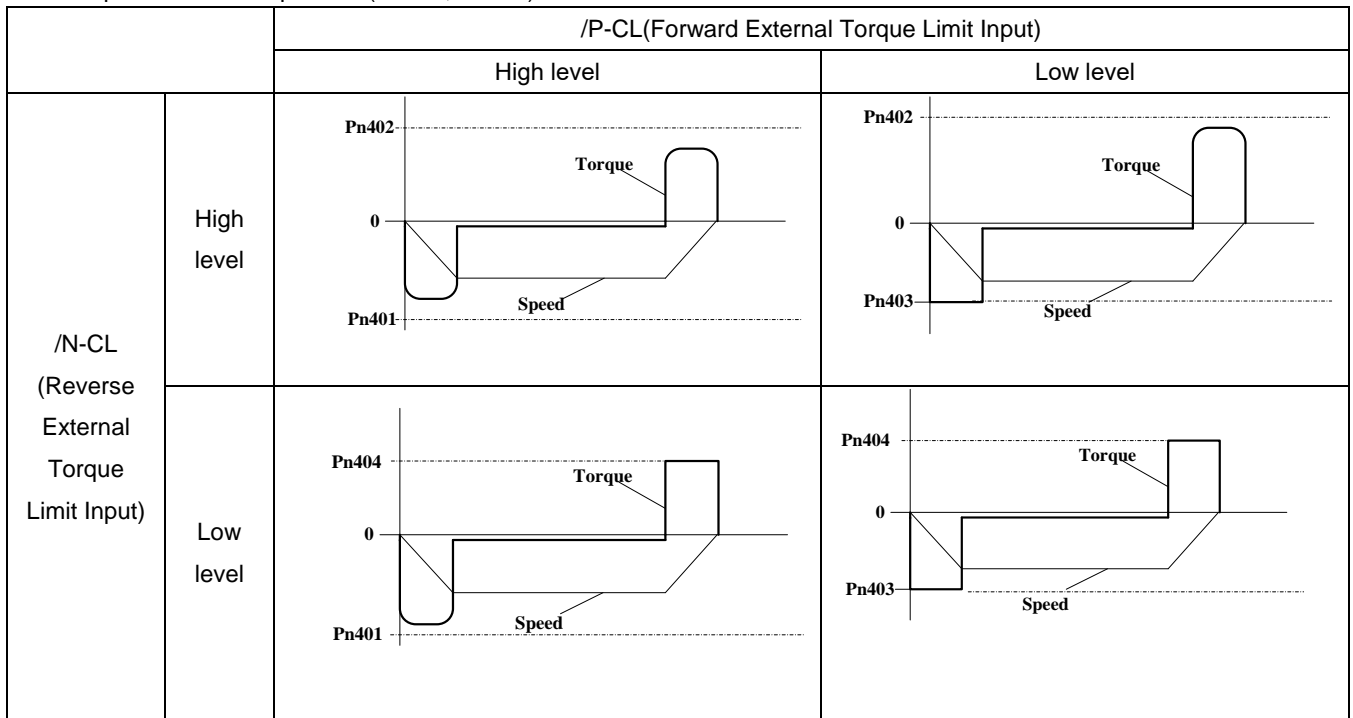 /P-CL(Forward External Torque Limit Input)
High level
Low level
/N-CL
(Reverse
External
Torque
Limit Input)
High
level
Pn402
Torque
0
Speed
Pn401
Pn402
Torque
0
Pn403
Speed
Low
level
Pn404
Torque
0
Speed
Pn401
Pn404
Torque
0
Pn403
Speed